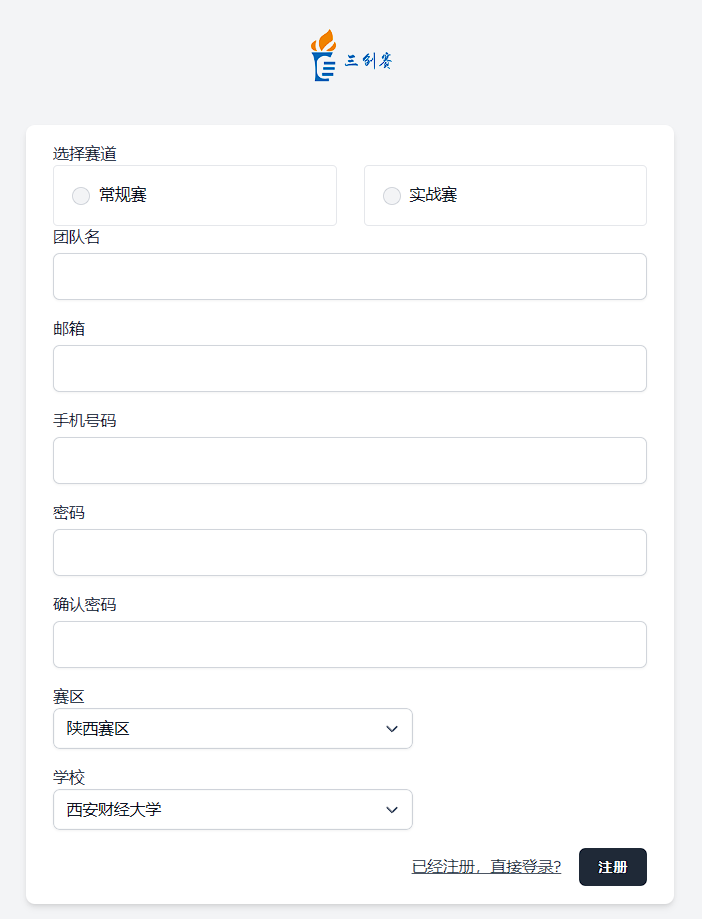 三创赛
选择赛道
常规赛
实战赛
团队名
邮箱
手机号码
密码
确认密码
赛区
陕西赛区
学校
西安财经大学
已经注册，直接登录?
注册